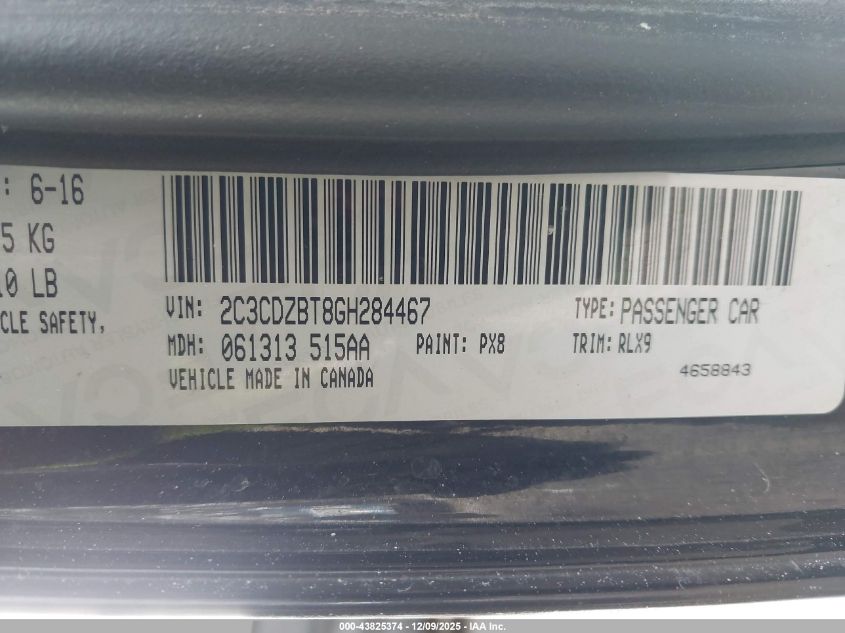 : 6-16
5 KG
10 LB
CLE SAFETY,
VIN: 2C3CDZBT8GH284467 TYPE: PASSENGER CAR
MDH: 061313 515AA PAINT: PX8 TRIM: RLX9
VEHICLE MADE IN CANADA 4658843
000-43825374 - 12/09/2025 - IAA Inc.